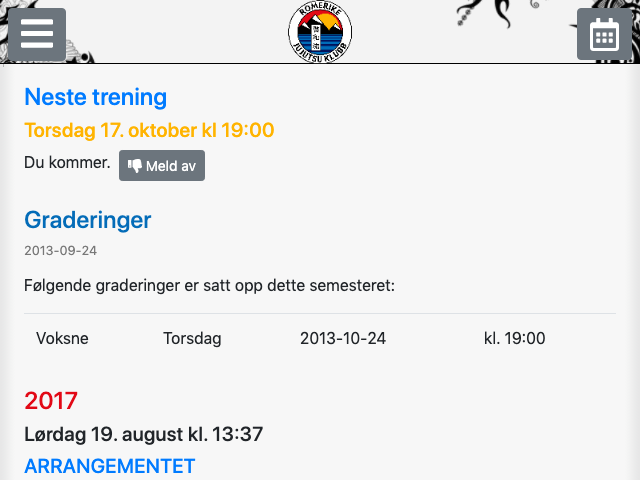 ROMERIKE
JUJUTSU KLUBB
Neste trening
Torsdag 17. oktober kl 19:00
Du kommer. Meld av
Graderinger
2013-09-24
Følgende graderinger er satt opp dette semesteret:
Voksne Torsdag 2013-10-24 kl. 19:00
2017
Lørdag 19. august kl. 13:37
ARRANGEMENTET